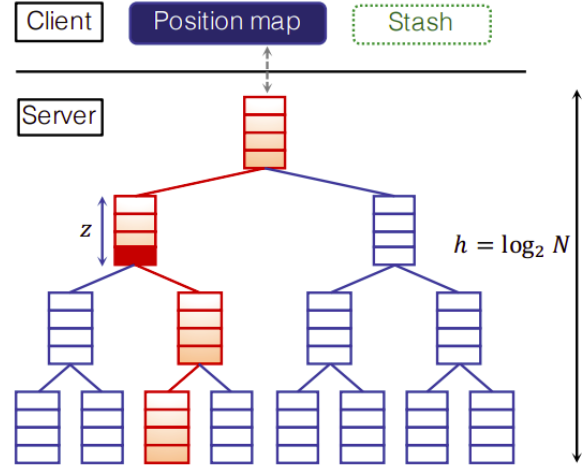 Client
Position map
Stash
Server
z
h = log₂ N